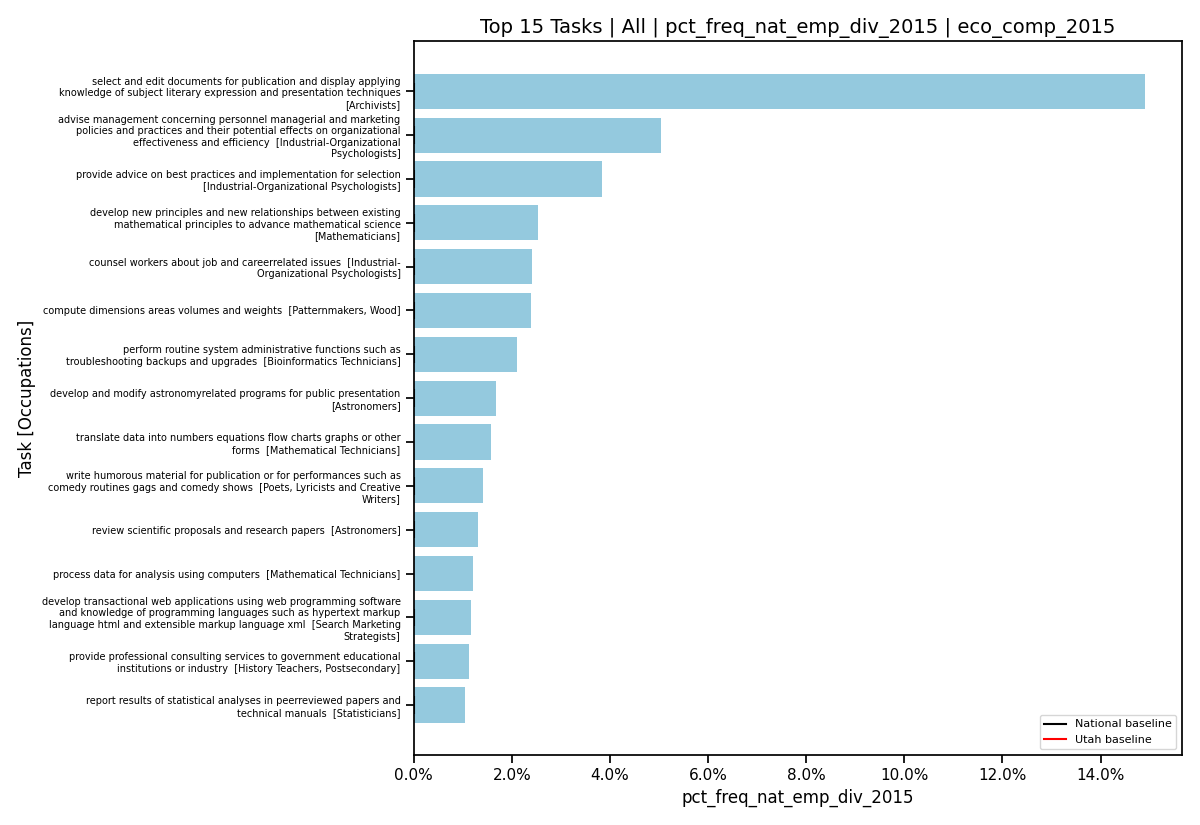 Top 15 Tasks | All | pct_freq_nat_emp_div_2015 | eco_comp_2015
select and edit documents for publication and display applying
knowledge of subject literary expression and presentation techniques
[Archivists]
advise management concerning personnel managerial and marketing
policies and practices and their potential effects on organizational
effectiveness and efficiency [Industrial-Organizational
Psychologists]
provide advice on best practices and implementation for selection
[Industrial-Organizational Psychologists]
develop new principles and new relationships between existing
mathematical principles to advance mathematical science
[Mathematicians]
counsel workers about job and careerrelated issues [Industrial-
Organizational Psychologists]
compute dimensions areas volumes and weights [Patternmakers, Wood]
perform routine system administrative functions such as
troubleshooting backups and upgrades [Bioinformatics Technicians]
develop and modify astronomyrelated programs for public presentation
[Astronomers]
translate data into numbers equations flow charts graphs or other
forms [Mathematical Technicians]
write humorous material for publication or for performances such as
comedy routines gags and comedy shows [Poets, Lyricists and Creative
Writers]
review scientific proposals and research papers [Astronomers]
process data for analysis using computers [Mathematical Technicians]
develop transactional web applications using web programming software
and knowledge of programming languages such as hypertext markup
language html and extensible markup language xml [Search Marketing
Strategists]
provide professional consulting services to government educational
institutions or industry [History Teachers, Postsecondary]
report results of statistical analyses in peerreviewed papers and
technical manuals [Statisticians]
Task [Occupations]
National baseline
Utah baseline
0.0% 2.0% 4.0% 6.0% 8.0% 10.0% 12.0% 14.0%
pct_freq_nat_emp_div_2015